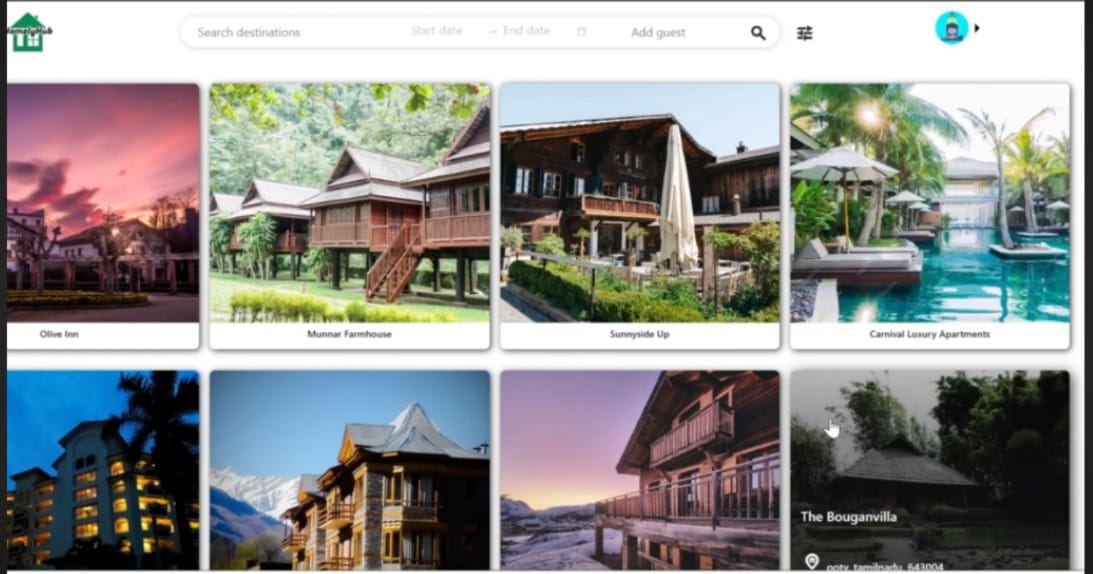 HomelyHub
Search destinations
Start date
End date
Add guest
Olive Inn
Munnar Farmhouse
Sunnyside Up
Carnival Luxury Apartments
The Bouganvilla
ooty, tamilnadu, 643004